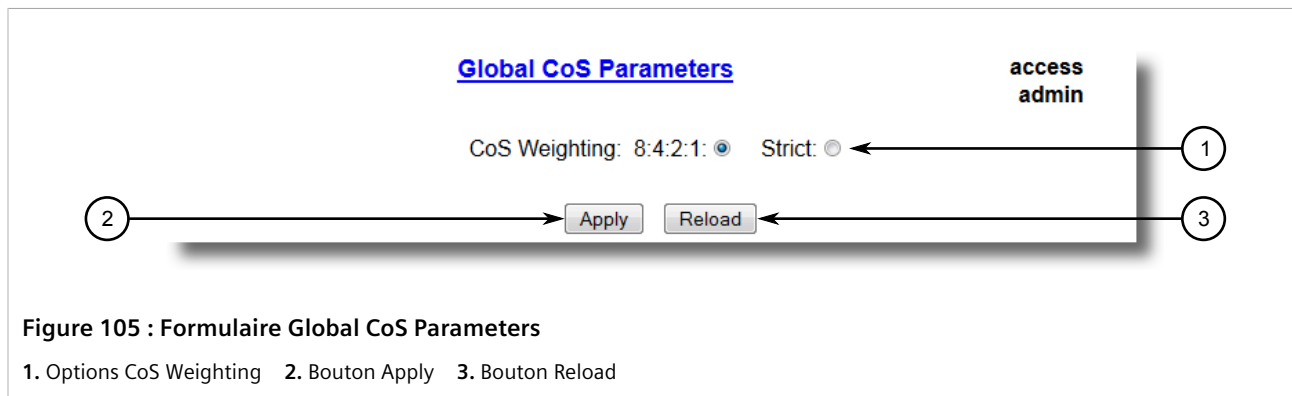 Global CoS Parameters
access
admin
CoS Weighting: 8:4:2:1: Strict:
1
2
Apply Reload
3
Figure 105 : Formulaire Global CoS Parameters
1. Options CoS Weighting 2. Bouton Apply 3. Bouton Reload